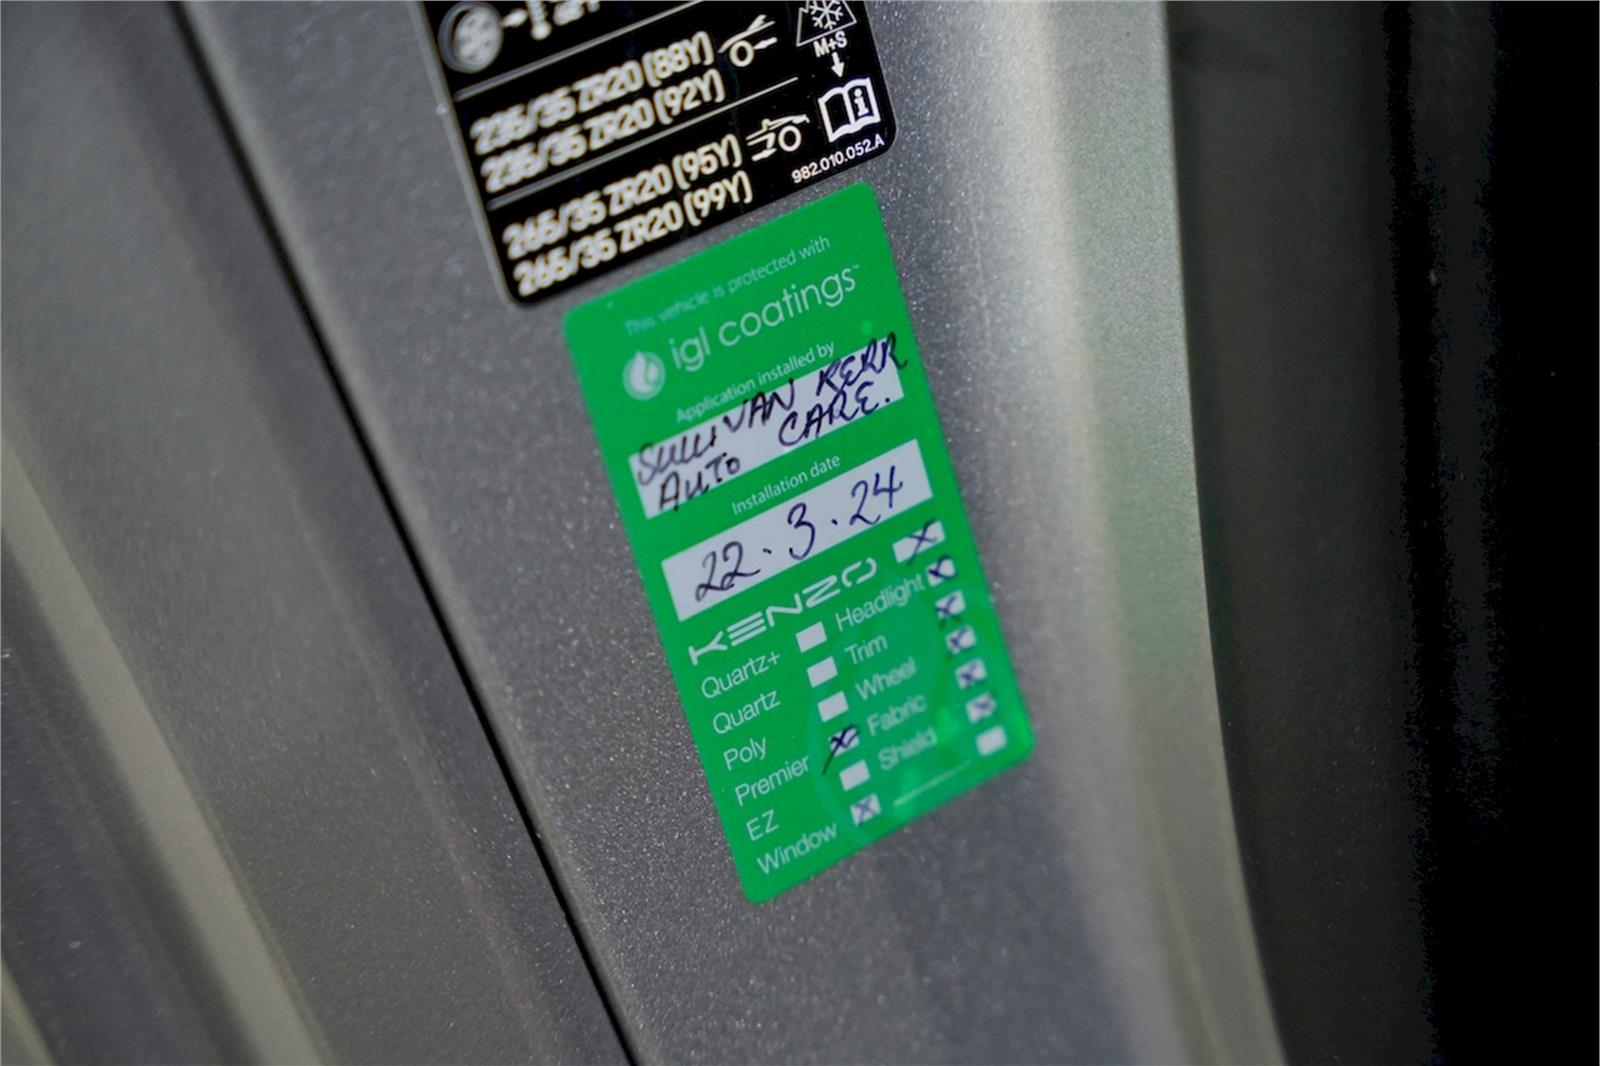 M+S
235/35 ZR20 (88Y)
235/35 ZR20 (92Y)
265/35 ZR20 (95Y)
265/35 ZR20 (99Y)
982.010.052.A
This vehicle is protected with
igl coatings™
Application installed by
SULLIVAN KERR
AUTO CARE.
Installation date
22.3.24
KENZO
Quartz+
Quartz
Poly
Premier
EZ
Window
Headlight
Trim
Wheel
Fabric
Shield